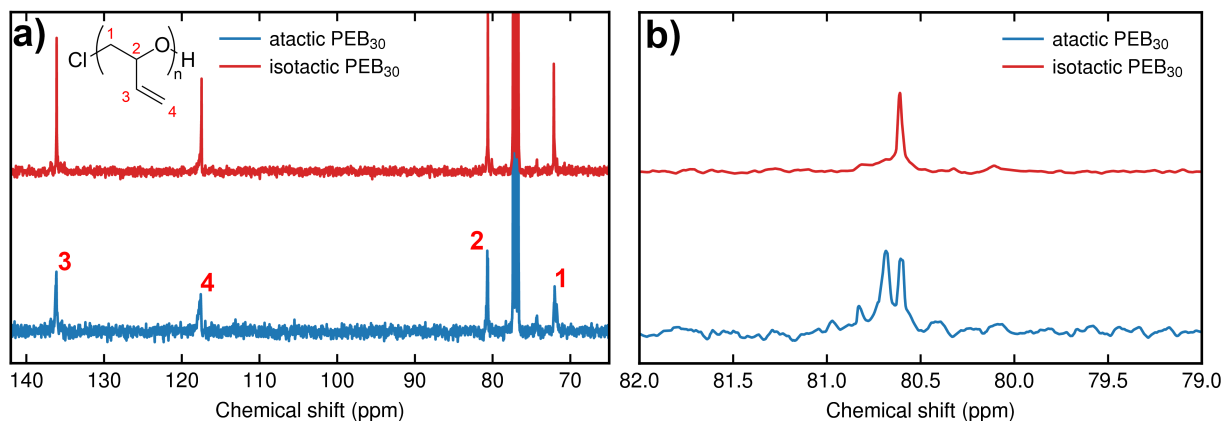 a)
1
2
Cl
O
H
n
3
4
atactic PEB₃₀
isotactic PEB₃₀
3
4
2
1
140 130 120 110 100 90 80 70
Chemical shift (ppm)
b)
atactic PEB₃₀
isotactic PEB₃₀
82.0 81.5 81.0 80.5 80.0 79.5 79.0
Chemical shift (ppm)